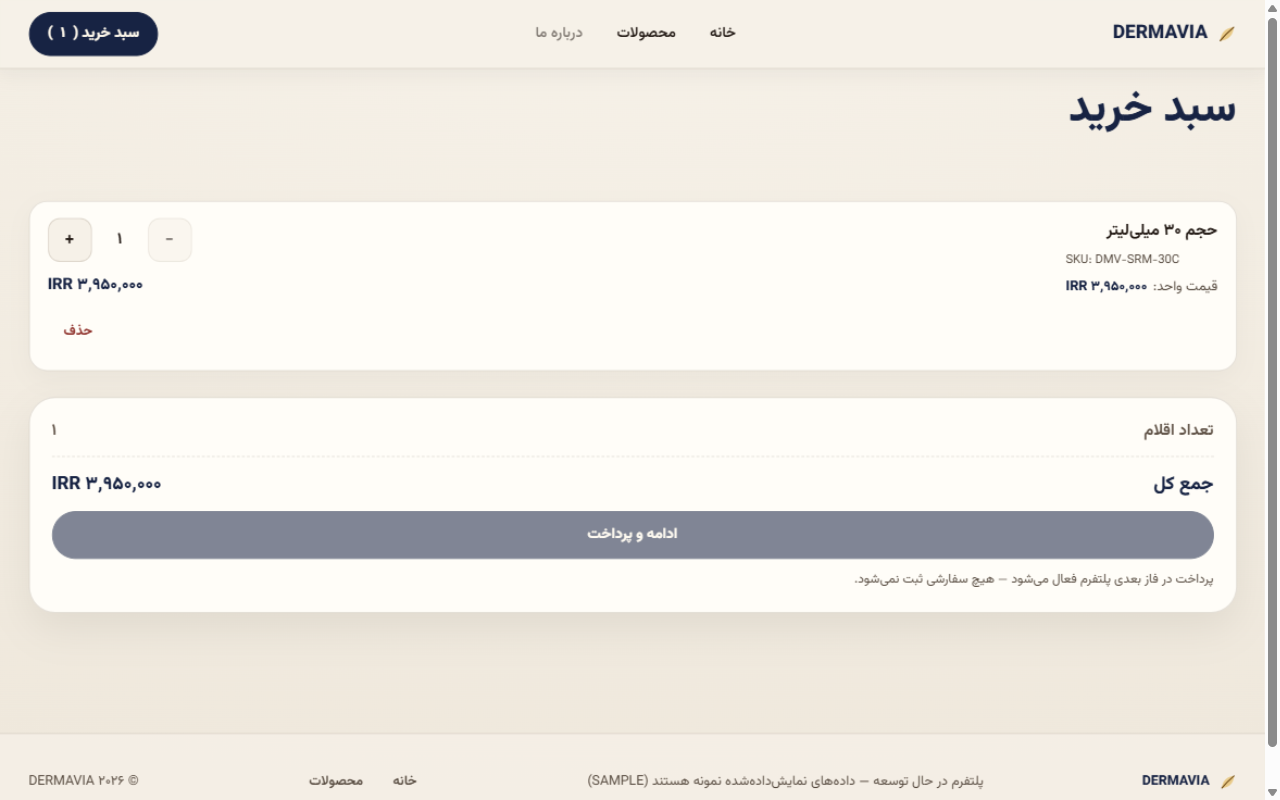 DERMAVIA
خانه
محصولات
درباره ما
سبد خرید ( ۱ )
سبد خرید
حجم ۳۰ میلی‌لیتر
SKU: DMV-SRM-30C
قیمت واحد: ۳,۹۵۰,۰۰۰ IRR
− ۱ +
۳,۹۵۰,۰۰۰ IRR
حذف
تعداد اقلام ۱
جمع کل ۳,۹۵۰,۰۰۰ IRR
ادامه و پرداخت
پرداخت در فاز بعدی پلتفرم فعال می‌شود — هیچ سفارشی ثبت نمی‌شود.
DERMAVIA
پلتفرم در حال توسعه — داده‌های نمایش‌داده‌شده نمونه هستند (SAMPLE)
خانه
محصولات
© ۲۰۲۶ DERMAVIA